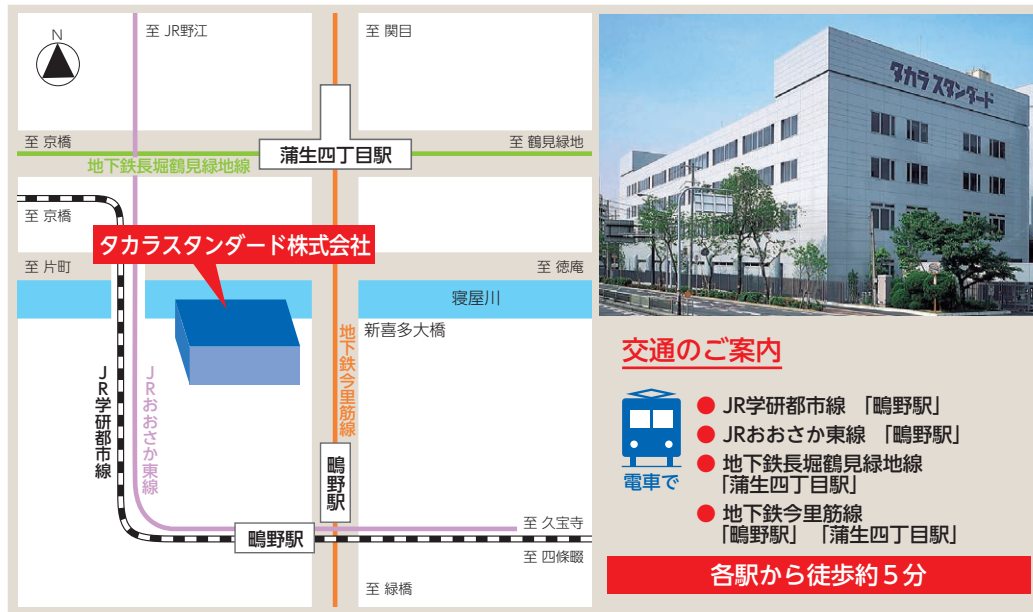 N
至 JR野江
至 関目
至 京橋
蒲生四丁目駅
至 鶴見緑地
地下鉄長堀鶴見緑地線
至 京橋
タカラスタンダード株式会社
至 片町
至 徳庵
寝屋川
新喜多大橋
地下鉄今里筋線
JR学研都市線
JRおおさか東線
鴫野駅
鴫野駅
至 久宝寺
至 四條畷
至 緑橋
タカラスタンダード
交通のご案内
電車で
● JR学研都市線 「鴫野駅」
● JRおおさか東線 「鴫野駅」
● 地下鉄長堀鶴見緑地線
「蒲生四丁目駅」
● 地下鉄今里筋線
「鴫野駅」「蒲生四丁目駅」
各駅から徒歩約5分